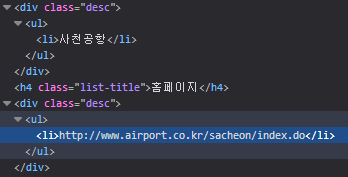 <div class="desc">
<ul>
<li>사천공항</li>
</ul>
</div>
<h4 class="list-title">홈페이지</h4>
<div class="desc">
<ul>
<li>http://www.airport.co.kr/sacheon/index.do</li>
</ul>
</div>